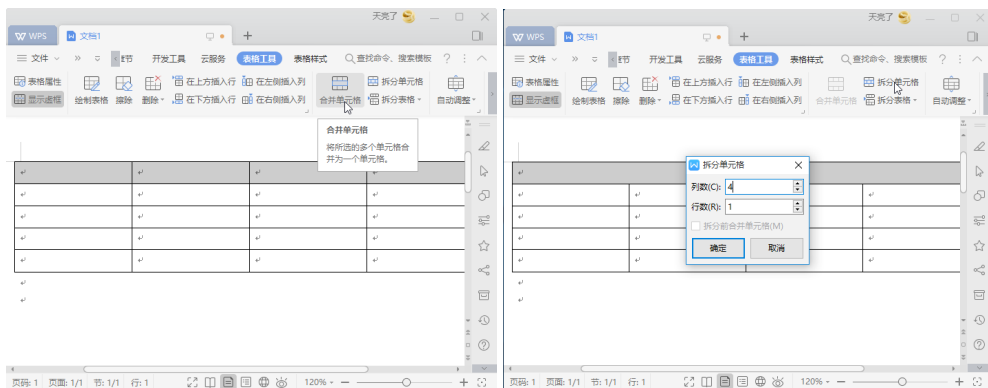 天亮了
WPS 文档1
文件 节 开发工具 云服务 表格工具 表格样式 查找命令、搜索模板
表格属性 绘制表格 擦除 删除 在上方插入行 在左侧插入列 合并单元格 拆分单元格 自动调整
显示虚框 在下方插入行 在右侧插入列 拆分表格
合并单元格
将所选的多个单元格合
并为一个单元格。
页码: 1 页面: 1/1 节: 1/1 行: 1 120%
天亮了
WPS 文档1
文件 节 开发工具 云服务 表格工具 表格样式 查找命令、搜索模板
表格属性 绘制表格 擦除 删除 在上方插入行 在左侧插入列 合并单元格 拆分单元格 自动调整
显示虚框 在下方插入行 在右侧插入列 拆分表格
拆分单元格
列数(C): 4
行数(R): 1
拆分前合并单元格(M)
确定 取消
页码: 1 页面: 1/1 节: 1/1 行: 1 120%